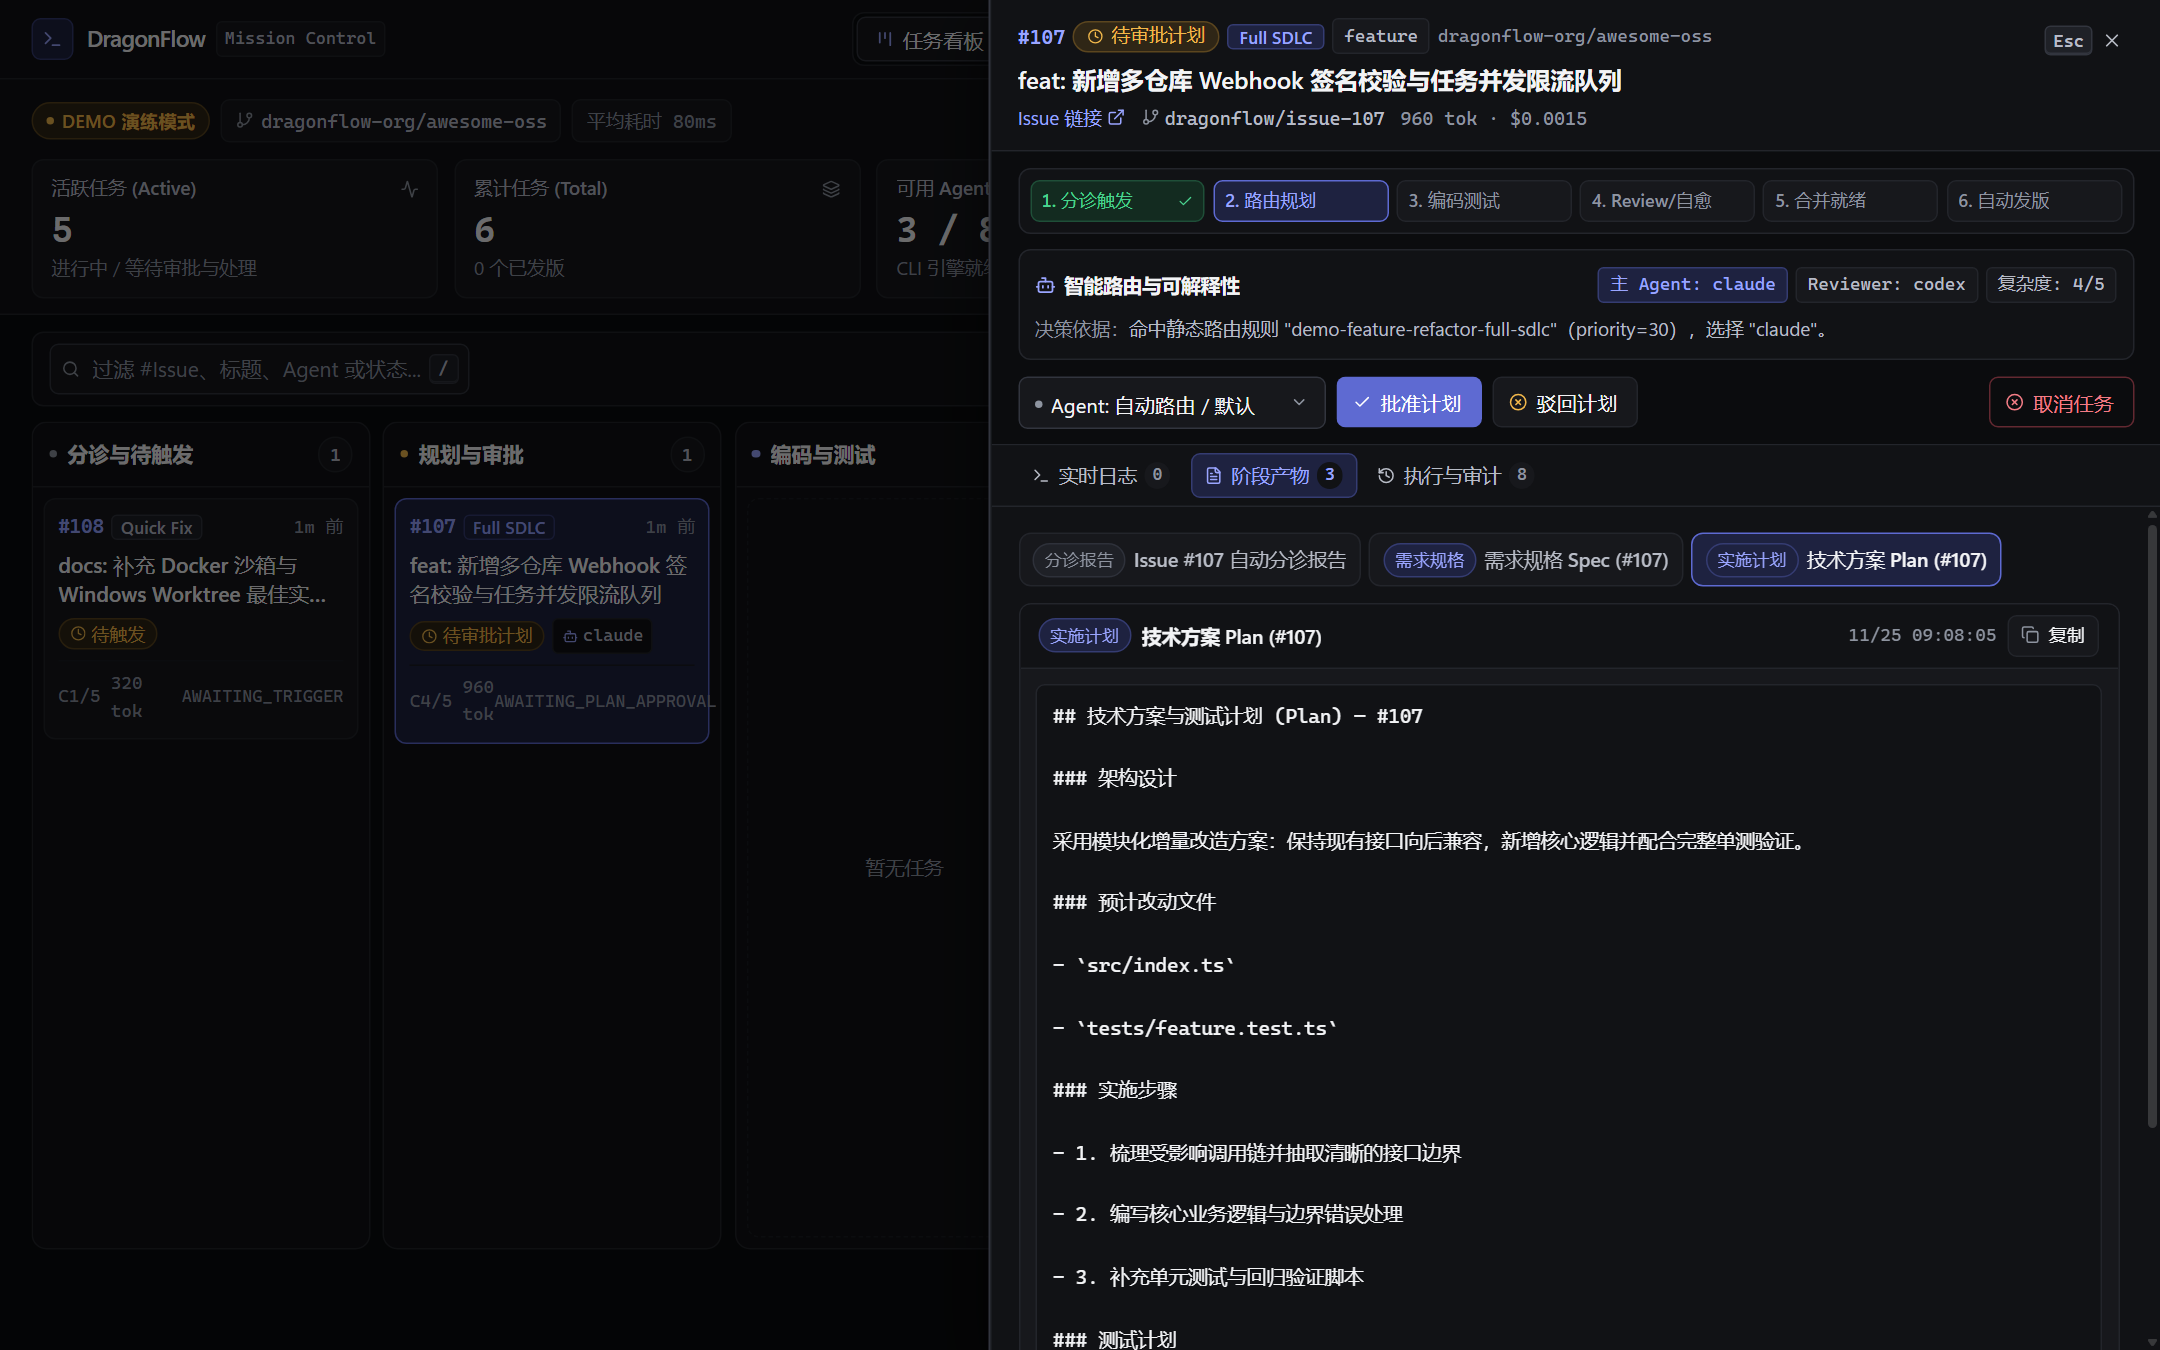 DragonFlow Mission Control
任务看板
DEMO 演练模式 dragonflow-org/awesome-oss 平均耗时 80ms
活跃任务 (Active)
5
进行中 / 等待审批与处理
累计任务 (Total)
6
0 个已发版
可用 Agent
3 / 8
CLI 引擎就
过滤 #Issue、标题、Agent 或状态... /
分诊与待触发 1
#108 Quick Fix 1m 前
docs: 补充 Docker 沙箱与
Windows Worktree 最佳实...
待触发
C1/5 320 tok AWAITING_TRIGGER
规划与审批 1
#107 Full SDLC 1m 前
feat: 新增多仓库 Webhook 签
名校验与任务并发限流队列
待审批计划 claude
C4/5 960 tok AWAITING_PLAN_APPROVAL
编码与测试
暂无任务
#107 待审批计划 Full SDLC feature dragonflow-org/awesome-oss Esc
feat: 新增多仓库 Webhook 签名校验与任务并发限流队列
Issue 链接 dragonflow/issue-107 960 tok · $0.0015
1. 分诊触发 2. 路由规划 3. 编码测试 4. Review/自愈 5. 合并就绪 6. 自动发版
智能路由与可解释性 主 Agent: claude Reviewer: codex 复杂度: 4/5
决策依据: 命中静态路由规则 "demo-feature-refactor-full-sdlc"（priority=30），选择 "claude"。
Agent: 自动路由 / 默认 批准计划 驳回计划 取消任务
实时日志 0 阶段产物 3 执行与审计 8
分诊报告 Issue #107 自动分诊报告 需求规格 需求规格 Spec (#107) 实施计划 技术方案 Plan (#107)
实施计划 技术方案 Plan (#107) 11/25 09:08:05 复制
## 技术方案与测试计划 (Plan) — #107
### 架构设计
采用模块化增量改造方案：保持现有接口向后兼容，新增核心逻辑并配合完整单测验证。
### 预计改动文件
- `src/index.ts`
- `tests/feature.test.ts`
### 实施步骤
- 1. 梳理受影响调用链并抽取清晰的接口边界
- 2. 编写核心业务逻辑与边界错误处理
- 3. 补充单元测试与回归验证脚本
### 测试计划